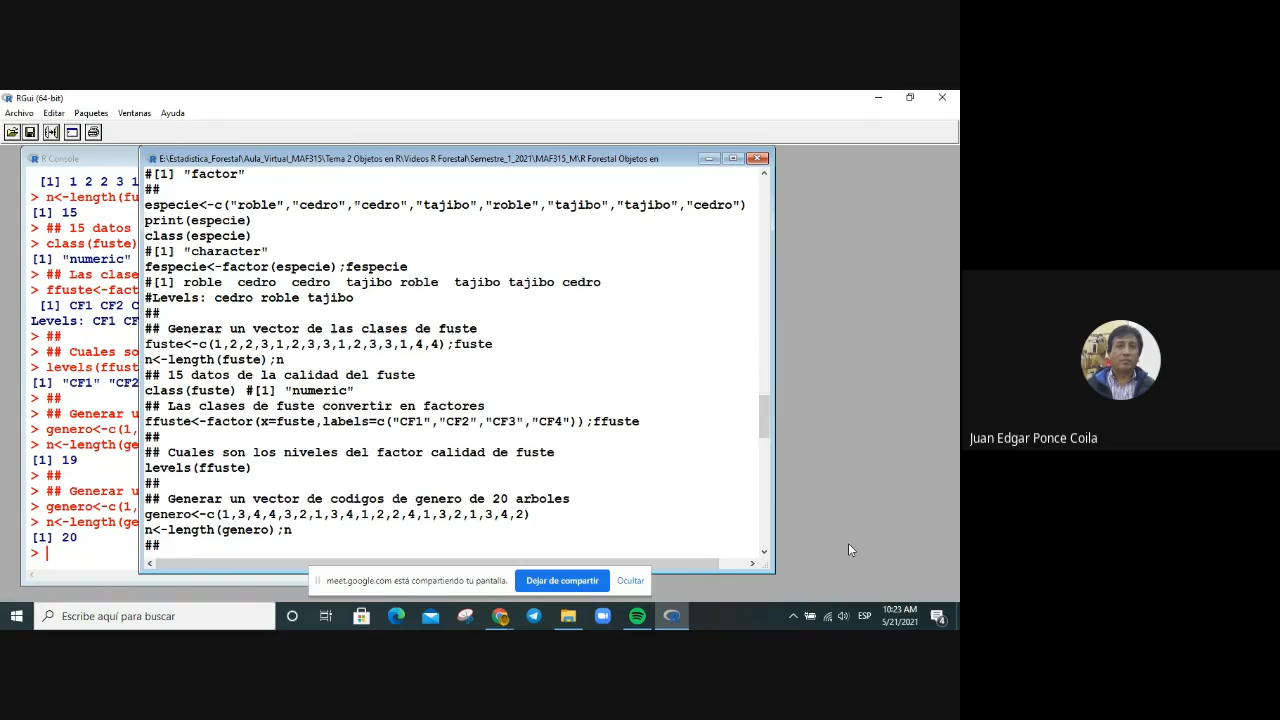 RGui (64-bit)
Archivo Editar Paquetes Ventanas Ayuda
R Console
[1] 1 2 2 3 1
> n<-length(fu
[1] 15
> ## 15 datos
> class(fuste)
[1] "numeric"
> ## Las clase
> ffuste<-fact
[1] CF1 CF2 C
Levels: CF1 CF
> ##
> ## Cuales so
> levels(ffust
[1] "CF1" "CF2
> ##
> ## Generar u
> genero<-c(1,
> n<-length(ge
[1] 19
> ##
> ## Generar u
> genero<-c(1,
> n<-length(ge
[1] 20
>
E:\Estadistica_Forestal\Aula_Virtual_MAF315\Tema 2 Objetos en R\Videos R Forestal\Semestre_1_2021\MAF315_M\R Forestal Objetos en
#[1] "factor"
##
especie<-c("roble","cedro","cedro","tajibo","roble","tajibo","tajibo","cedro")
print(especie)
class(especie)
#[1] "character"
fespecie<-factor(especie);fespecie
#[1] roble  cedro  cedro  tajibo roble  tajibo tajibo cedro
#Levels: cedro roble tajibo
##
## Generar un vector de las clases de fuste
fuste<-c(1,2,2,3,1,2,3,3,1,2,3,3,1,4,4);fuste
n<-length(fuste);n
## 15 datos de la calidad del fuste
class(fuste) #[1] "numeric"
## Las clases de fuste convertir en factores
ffuste<-factor(x=fuste,labels=c("CF1","CF2","CF3","CF4"));ffuste
##
## Cuales son los niveles del factor calidad de fuste
levels(ffuste)
##
## Generar un vector de codigos de genero de 20 arboles
genero<-c(1,3,4,4,3,2,1,3,4,1,2,2,4,1,3,2,1,3,4,2)
n<-length(genero);n
##
meet.google.com está compartiendo tu pantalla.
Dejar de compartir
Ocultar
Escribe aquí para buscar
ESP
10:23 AM
5/21/2021
4
Juan Edgar Ponce Coila